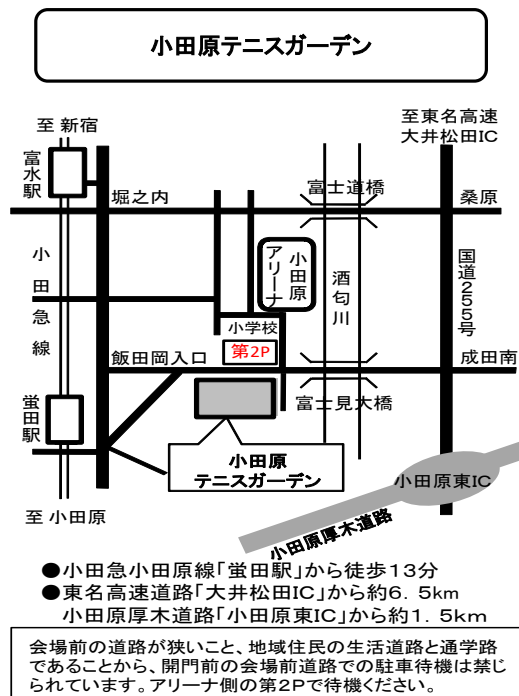 小田原テニスガーデン
至 新宿
至東名高速
大井松田IC
富水駅
堀之内
富士道橋
桑原
小田急線
小田原
アリーナ
酒匂川
国道255号
小学校
第2P
飯田岡入口
成田南
蛍田駅
富士見大橋
小田原
テニスガーデン
小田原東IC
至 小田原
小田原厚木道路
●小田急小田原線「蛍田駅」から徒歩13分
●東名高速道路「大井松田IC」から約6．5km
小田原厚木道路「小田原東IC」から約1．5km
会場前の道路が狭いこと、地域住民の生活道路と通学路
であることから、開門前の会場前道路での駐車待機は禁じ
られています。アリーナ側の第2Pで待機ください。